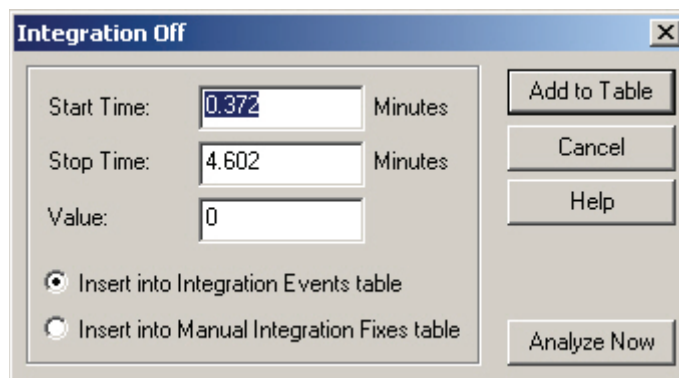 Integration Off
Start Time: 0.372 Minutes
Stop Time: 4.602 Minutes
Value: 0
Insert into Integration Events table
Insert into Manual Integration Fixes table
Add to Table
Cancel
Help
Analyze Now